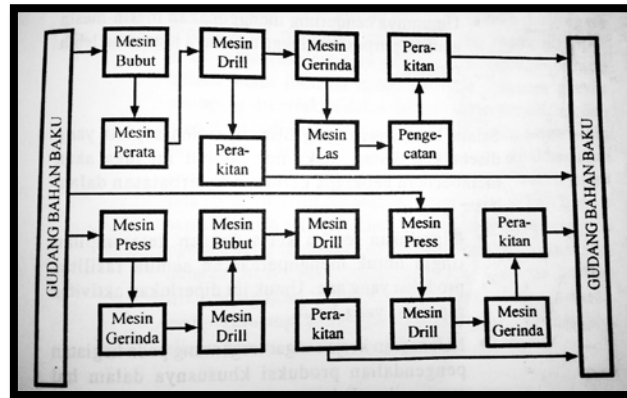 GUDANG BAHAN BAKU
Mesin
Bubut
Mesin
Drill
Mesin
Gerinda
Pera-
kitan
Mesin
Perata
Pera-
kitan
Mesin
Las
Penge-
catan
Mesin
Press
Mesin
Bubut
Mesin
Drill
Mesin
Press
Pera-
kitan
Mesin
Gerinda
Mesin
Drill
Pera-
kitan
Mesin
Drill
Mesin
Gerinda
GUDANG BAHAN BAKU